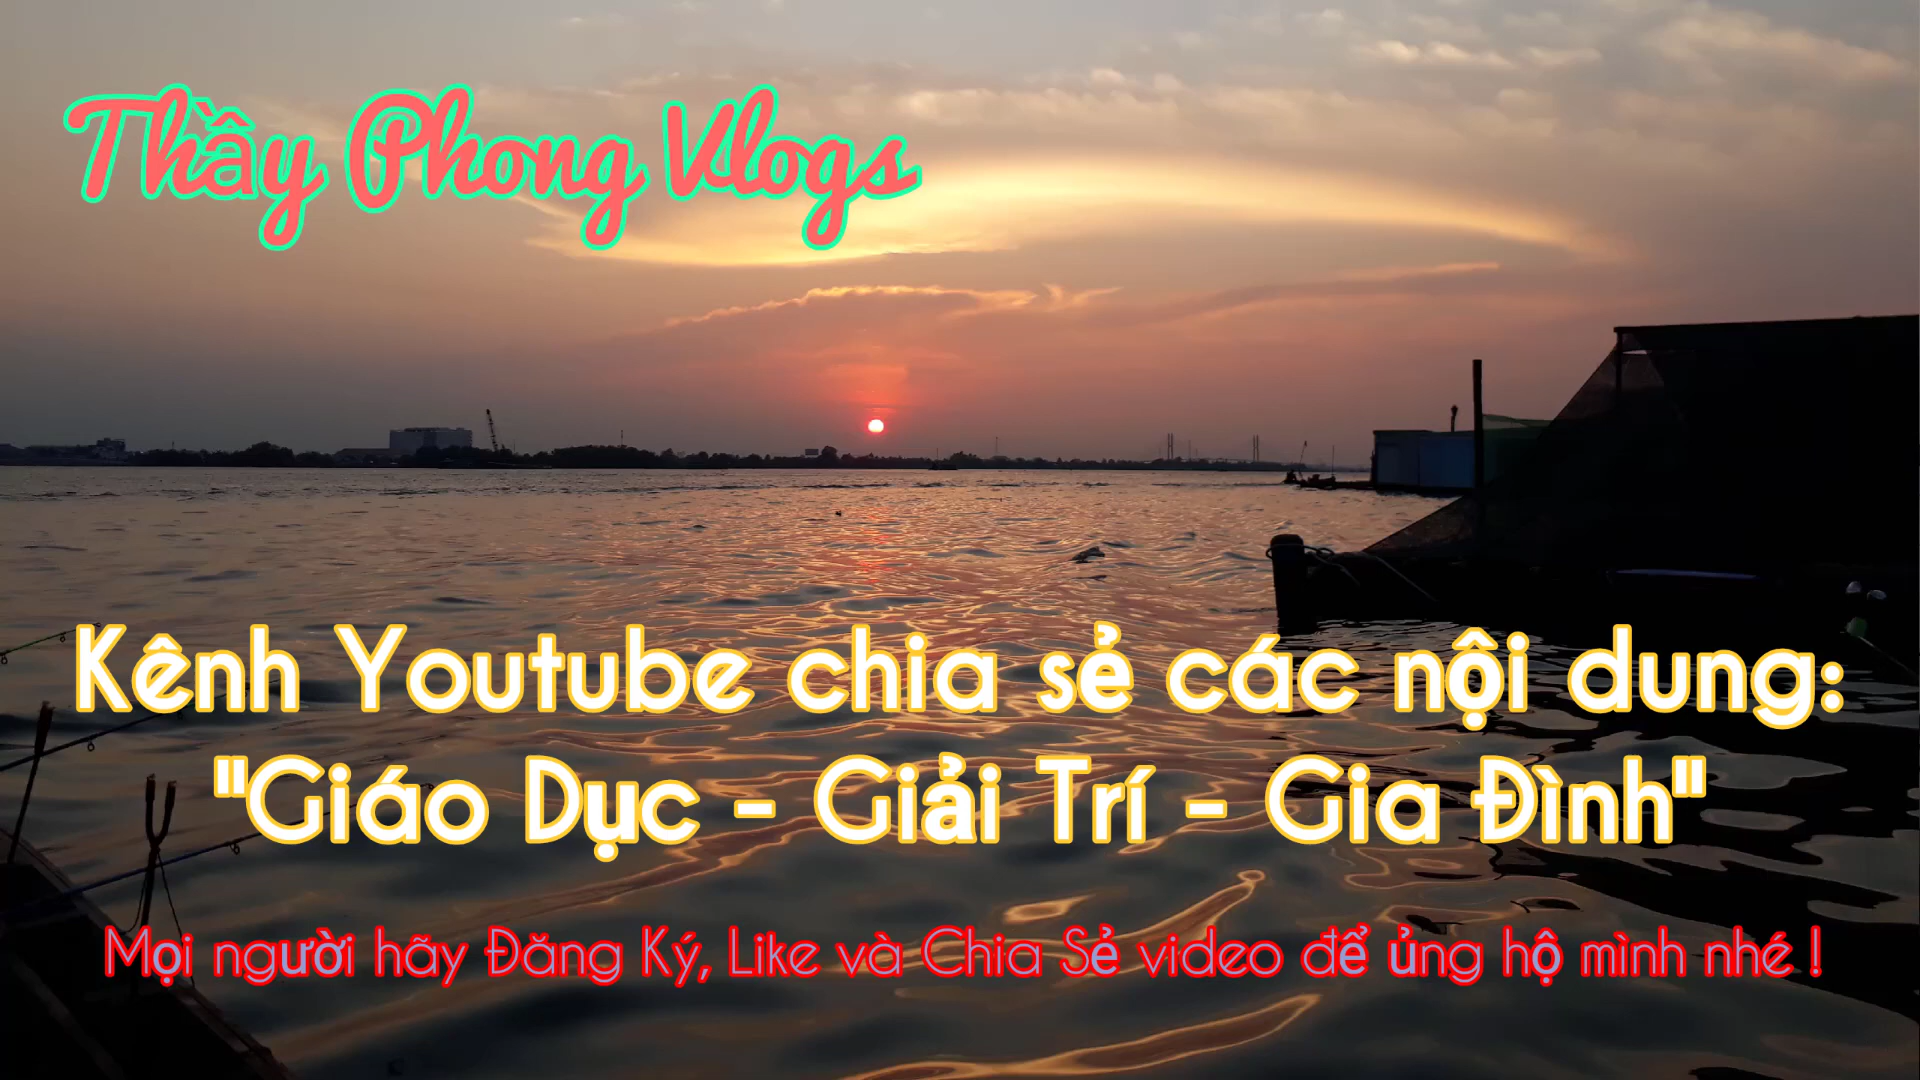 Thầy Phong Vlogs
Kênh Youtube chia sẻ các nội dung:
"Giáo Dục - Giải Trí - Gia Đình"
Mọi người hãy Đăng Ký, Like và Chia Sẻ video để ủng hộ mình nhé !